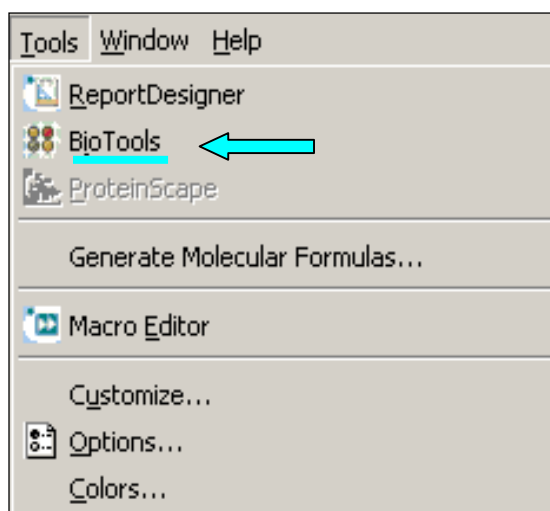 Tools Window Help
ReportDesigner
BioTools
ProteinScape
Generate Molecular Formulas...
Macro Editor
Customize...
Options...
Colors...